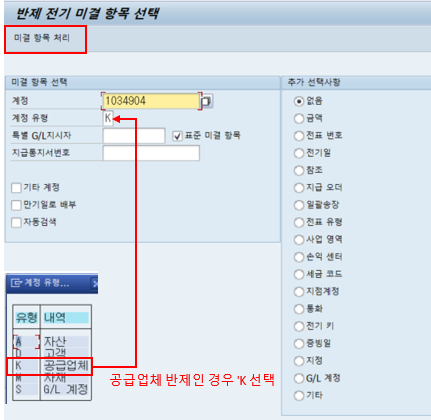 반제 전기 미결 항목 선택
미결 항목 처리
미결 항목 선택
계정 1034904
계정 유형 K
특별 G/L지시자 표준 미결 항목
지급통지서번호
기타 계정
만기일로 배부
자동검색
추가 선택사항
없음
금액
전표 번호
전기일
참조
지급 오더
일괄송장
전표 유형
사업 영역
손익 센터
세금 코드
지점계정
통화
전기 키
증빙일
지정
G/L 계정
기타
계정 유형...
유형 내역
A 자산
D 고객
K 공급업체
M 자재
S G/L 계정
공급업체 반제인 경우 'K 선택